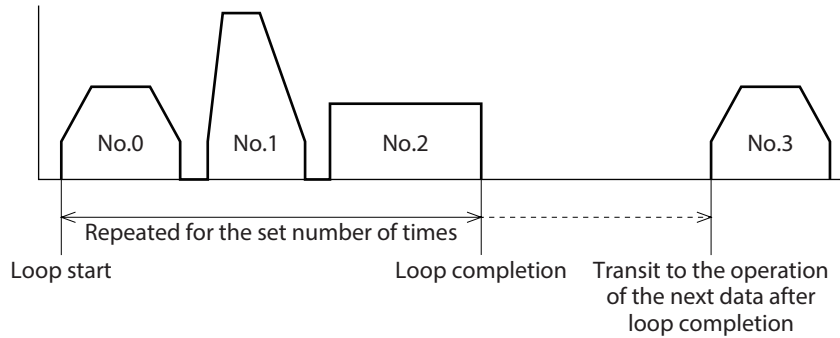 No.0
No.1
No.2
No.3
Repeated for the set number of times
Loop start
Loop completion
Transit to the operation
of the next data after
loop completion